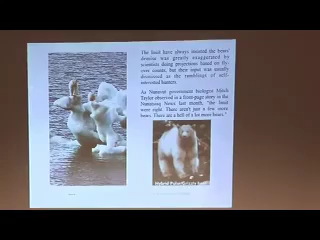 The Inuit have always insisted the bears'
demise was greatly exaggerated by
scientists doing projections based on fly-
over counts, but their input was usually
dismissed as the ramblings of self-
interested hunters.
As Nunavut government biologist Mitch
Taylor observed in a front-page story in the
Nunatsiaq News last month, "the Inuit
were right. There aren't just a few more
bears. There are a hell of a lot more bears."
Hybrid Polar/Grizzly bear